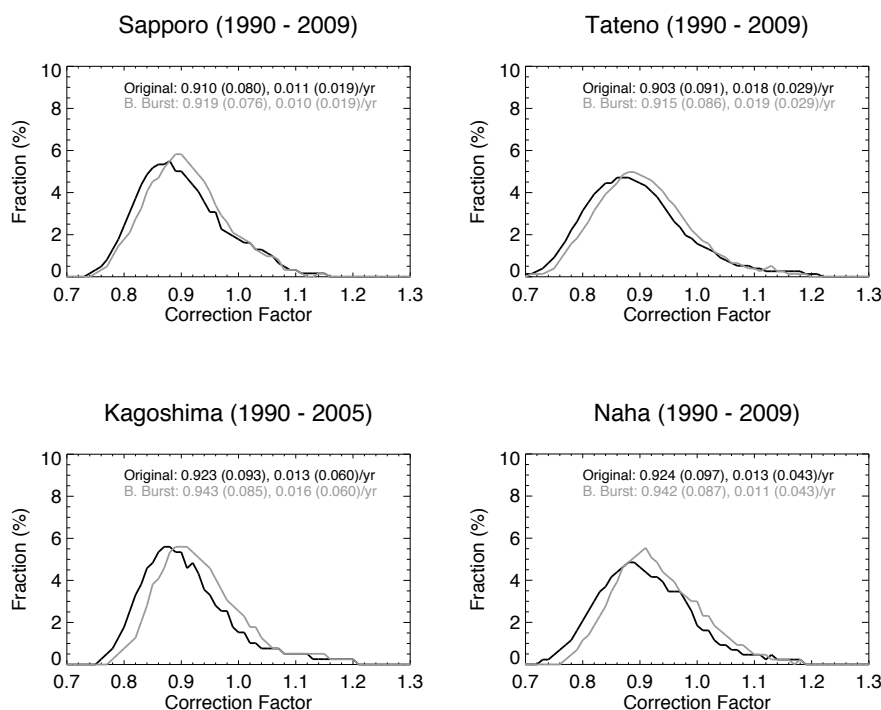 Sapporo (1990 - 2009)
Original: 0.910 (0.080), 0.011 (0.019)/yr
B. Burst: 0.919 (0.076), 0.010 (0.019)/yr
Fraction (%)
10
8
6
4
2
0
0.7 0.8 0.9 1.0 1.1 1.2 1.3
Correction Factor
Tateno (1990 - 2009)
Original: 0.903 (0.091), 0.018 (0.029)/yr
B. Burst: 0.915 (0.086), 0.019 (0.029)/yr
Fraction (%)
10
8
6
4
2
0
0.7 0.8 0.9 1.0 1.1 1.2 1.3
Correction Factor
Kagoshima (1990 - 2005)
Original: 0.923 (0.093), 0.013 (0.060)/yr
B. Burst: 0.943 (0.085), 0.016 (0.060)/yr
Fraction (%)
10
8
6
4
2
0
0.7 0.8 0.9 1.0 1.1 1.2 1.3
Correction Factor
Naha (1990 - 2009)
Original: 0.924 (0.097), 0.013 (0.043)/yr
B. Burst: 0.942 (0.087), 0.011 (0.043)/yr
Fraction (%)
10
8
6
4
2
0
0.7 0.8 0.9 1.0 1.1 1.2 1.3
Correction Factor